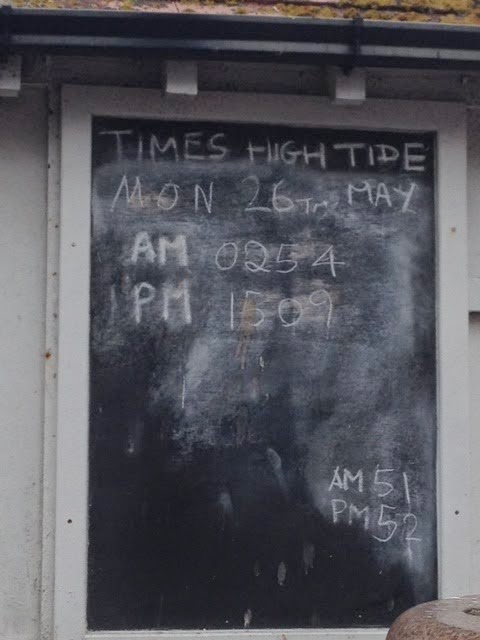 TIMES HIGH TIDE
MON 26TH MAY
AM 0254
PM 1509
AM 51
PM 52